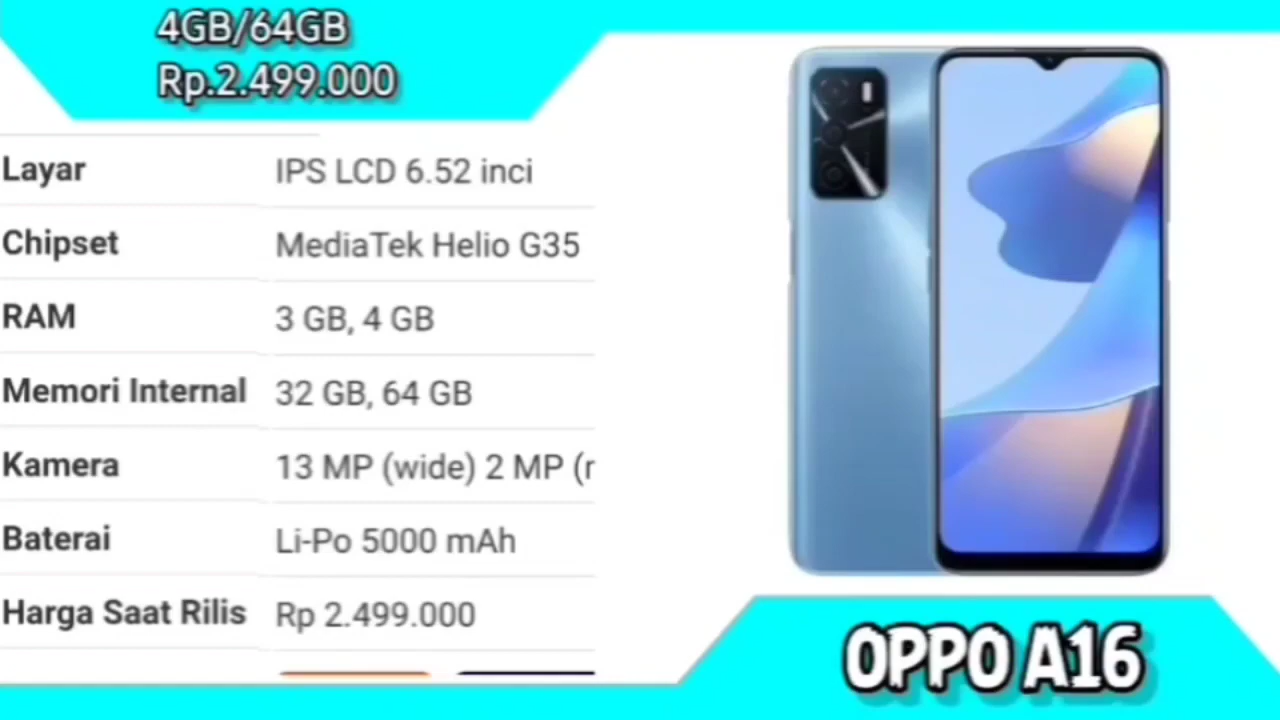 4GB/64GB
Rp.2.499.000
Layar IPS LCD 6.52 inci
Chipset MediaTek Helio G35
RAM 3 GB, 4 GB
Memori Internal 32 GB, 64 GB
Kamera 13 MP (wide) 2 MP (r
Baterai Li-Po 5000 mAh
Harga Saat Rilis Rp 2.499.000
OPPO A16